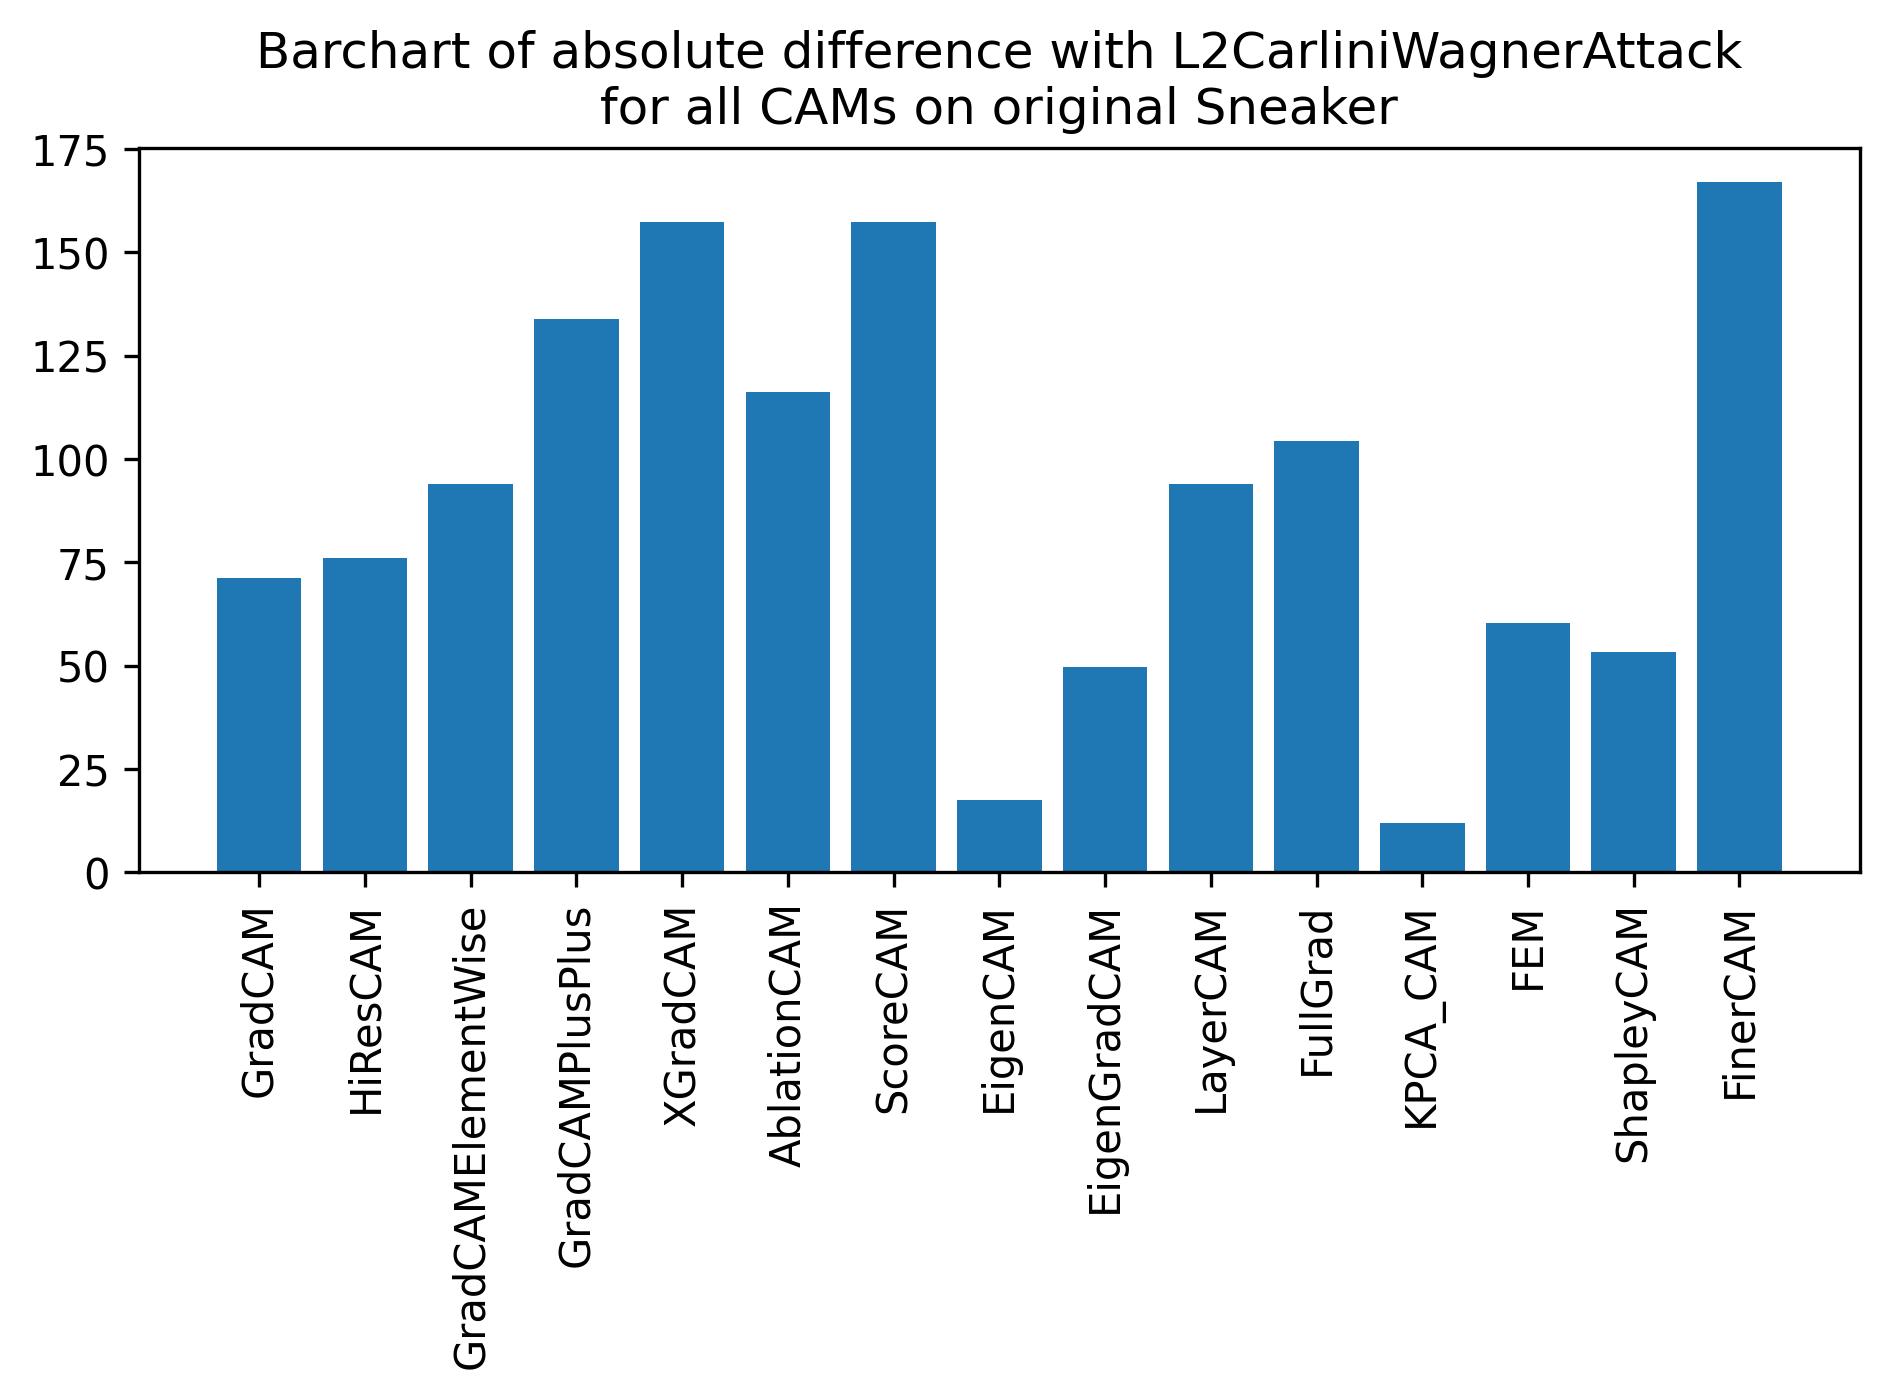 Barchart of absolute difference with L2CarliniWagnerAttack
for all CAMs on original Sneaker
175
150
125
100
75
50
25
0
GradCAM
HiResCAM
GradCAMElementWise
GradCAMPlusPlus
XGradCAM
AblationCAM
ScoreCAM
EigenCAM
EigenGradCAM
LayerCAM
FullGrad
KPCA_CAM
FEM
ShapleyCAM
FinerCAM